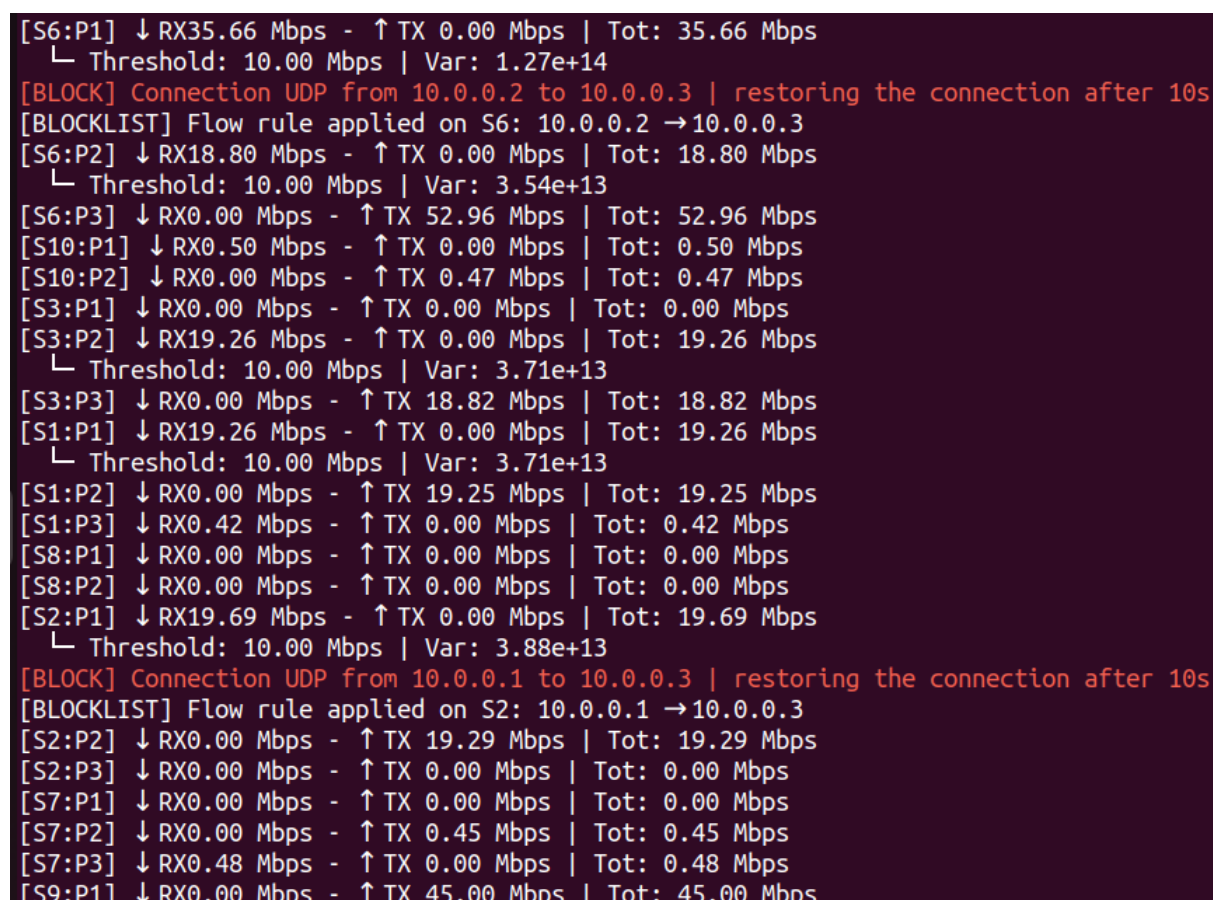 [S6:P1] ↓RX35.66 Mbps - ↑TX 0.00 Mbps | Tot: 35.66 Mbps
└─ Threshold: 10.00 Mbps | Var: 1.27e+14
[BLOCK] Connection UDP from 10.0.0.2 to 10.0.0.3 | restoring the connection after 10s
[BLOCKLIST] Flow rule applied on S6: 10.0.0.2 →10.0.0.3
[S6:P2] ↓RX18.80 Mbps - ↑TX 0.00 Mbps | Tot: 18.80 Mbps
└─ Threshold: 10.00 Mbps | Var: 3.54e+13
[S6:P3] ↓RX0.00 Mbps - ↑TX 52.96 Mbps | Tot: 52.96 Mbps
[S10:P1] ↓RX0.50 Mbps - ↑TX 0.00 Mbps | Tot: 0.50 Mbps
[S10:P2] ↓RX0.00 Mbps - ↑TX 0.47 Mbps | Tot: 0.47 Mbps
[S3:P1] ↓RX0.00 Mbps - ↑TX 0.00 Mbps | Tot: 0.00 Mbps
[S3:P2] ↓RX19.26 Mbps - ↑TX 0.00 Mbps | Tot: 19.26 Mbps
└─ Threshold: 10.00 Mbps | Var: 3.71e+13
[S3:P3] ↓RX0.00 Mbps - ↑TX 18.82 Mbps | Tot: 18.82 Mbps
[S1:P1] ↓RX19.26 Mbps - ↑TX 0.00 Mbps | Tot: 19.26 Mbps
└─ Threshold: 10.00 Mbps | Var: 3.71e+13
[S1:P2] ↓RX0.00 Mbps - ↑TX 19.25 Mbps | Tot: 19.25 Mbps
[S1:P3] ↓RX0.42 Mbps - ↑TX 0.00 Mbps | Tot: 0.42 Mbps
[S8:P1] ↓RX0.00 Mbps - ↑TX 0.00 Mbps | Tot: 0.00 Mbps
[S8:P2] ↓RX0.00 Mbps - ↑TX 0.00 Mbps | Tot: 0.00 Mbps
[S2:P1] ↓RX19.69 Mbps - ↑TX 0.00 Mbps | Tot: 19.69 Mbps
└─ Threshold: 10.00 Mbps | Var: 3.88e+13
[BLOCK] Connection UDP from 10.0.0.1 to 10.0.0.3 | restoring the connection after 10s
[BLOCKLIST] Flow rule applied on S2: 10.0.0.1 →10.0.0.3
[S2:P2] ↓RX0.00 Mbps - ↑TX 19.29 Mbps | Tot: 19.29 Mbps
[S2:P3] ↓RX0.00 Mbps - ↑TX 0.00 Mbps | Tot: 0.00 Mbps
[S7:P1] ↓RX0.00 Mbps - ↑TX 0.00 Mbps | Tot: 0.00 Mbps
[S7:P2] ↓RX0.00 Mbps - ↑TX 0.45 Mbps | Tot: 0.45 Mbps
[S7:P3] ↓RX0.48 Mbps - ↑TX 0.00 Mbps | Tot: 0.48 Mbps
[S9:P1] ↓RX0.00 Mbps - ↑TX 45.00 Mbps | Tot: 45.00 Mbps